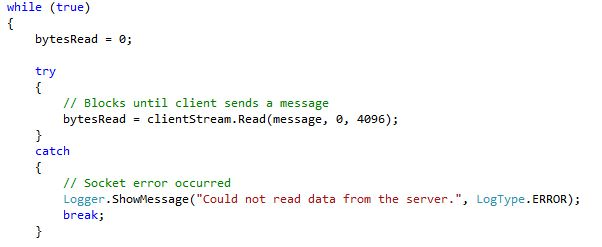 while (true)
{
    bytesRead = 0;

    try
    {
        // Blocks until client sends a message
        bytesRead = clientStream.Read(message, 0, 4096);
    }
    catch
    {
        // Socket error occurred
        Logger.ShowMessage("Could not read data from the server.", LogType.ERROR);
        break;
    }